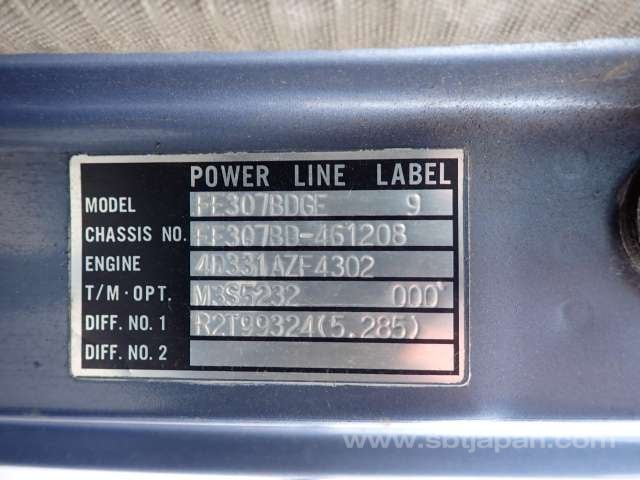 POWER LINE LABEL
MODEL FE307BDGE 9
CHASSIS NO. FE307BD-461208
ENGINE 4D331AZF4302
T/M·OPT. M3S5232 000
DIFF. NO. 1 R2T99324(5.285)
DIFF. NO. 2
www.sbtjapan.com